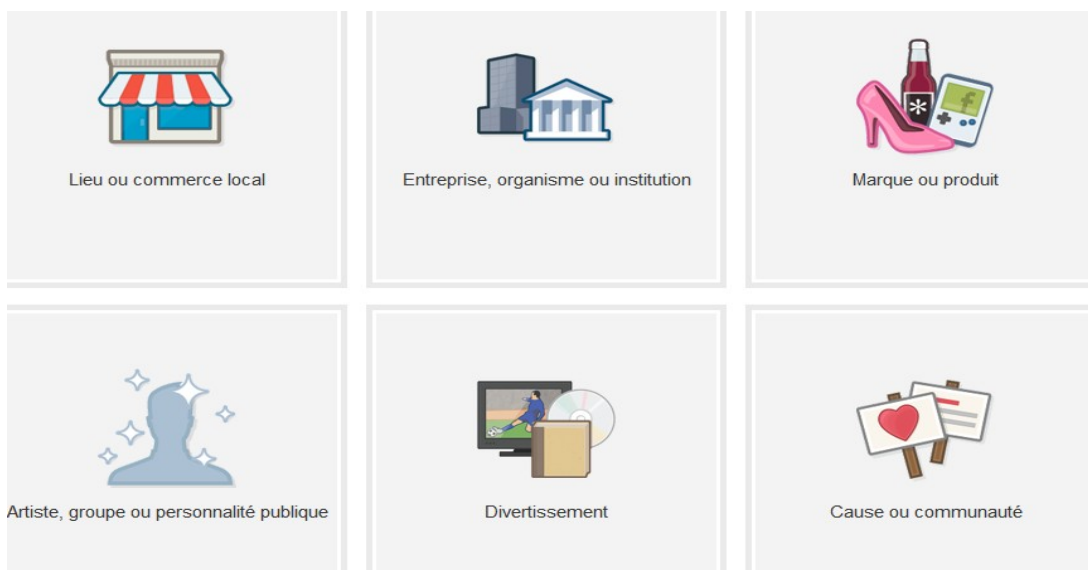 Lieu ou commerce local
Entreprise, organisme ou institution
Marque ou produit
Artiste, groupe ou personnalité publique
Divertissement
Cause ou communauté